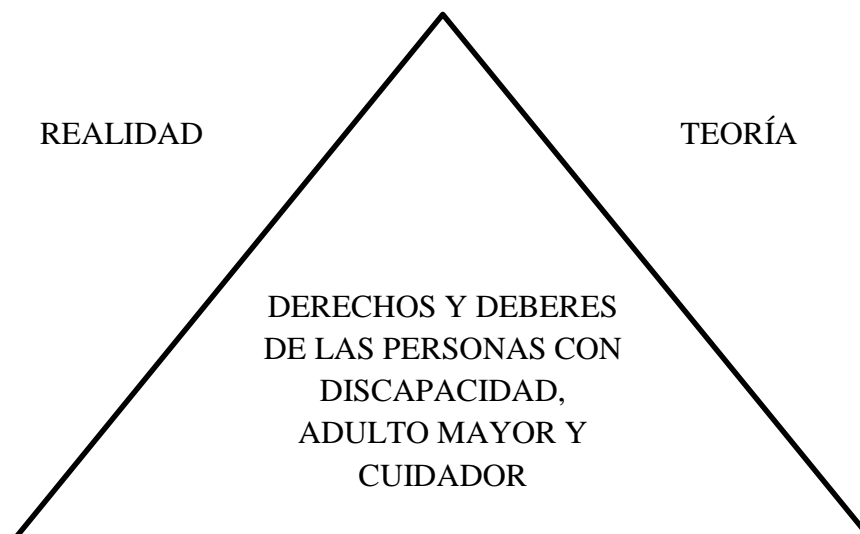 REALIDAD
TEORÍA
DERECHOS Y DEBERES
DE LAS PERSONAS CON
DISCAPACIDAD,
ADULTO MAYOR Y
CUIDADOR